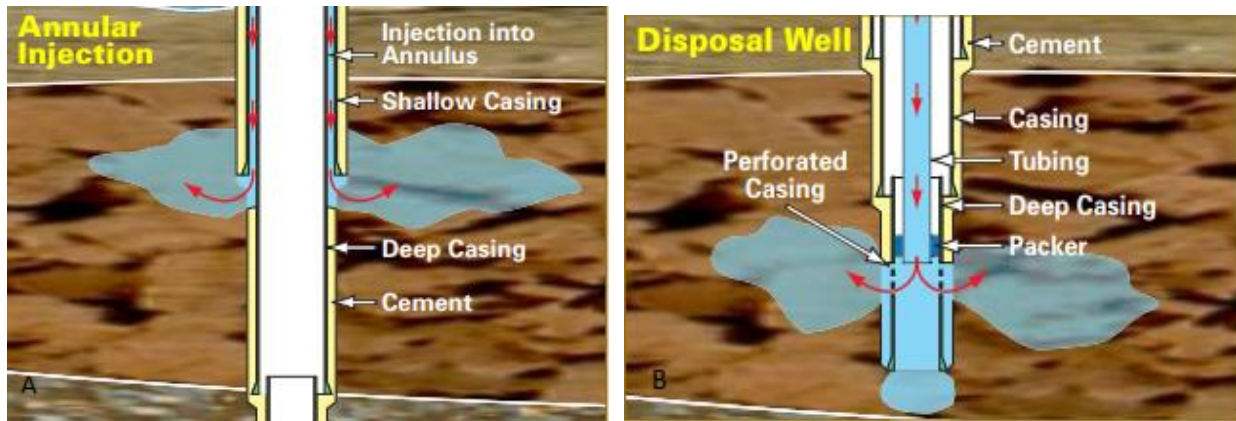 Annular
Injection
Injection into
Annulus
Shallow Casing
Deep Casing
Cement
A
Disposal Well
Cement
Casing
Tubing
Perforated
Casing
Deep Casing
Packer
B